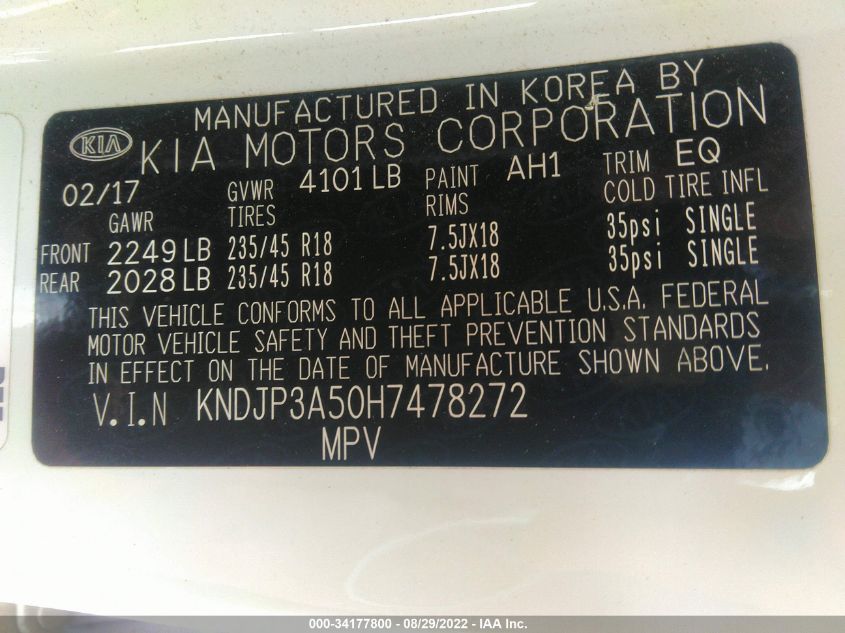 MANUFACTURED IN KOREA BY
KIA KIA MOTORS CORPORATION
02/17 GVWR 4101 LB PAINT AH1 TRIM EQ
GAWR TIRES RIMS COLD TIRE INFL
FRONT 2249 LB 235/45 R18 7.5JX18 35psi SINGLE
REAR 2028 LB 235/45 R18 7.5JX18 35psi SINGLE
THIS VEHICLE CONFORMS TO ALL APPLICABLE U.S.A. FEDERAL
MOTOR VEHICLE SAFETY AND THEFT PREVENTION STANDARDS
IN EFFECT ON THE DATE OF MANUFACTURE SHOWN ABOVE.
V.I.N KNDJP3A50H7478272
MPV
000-34177800 - 08/29/2022 - IAA Inc.